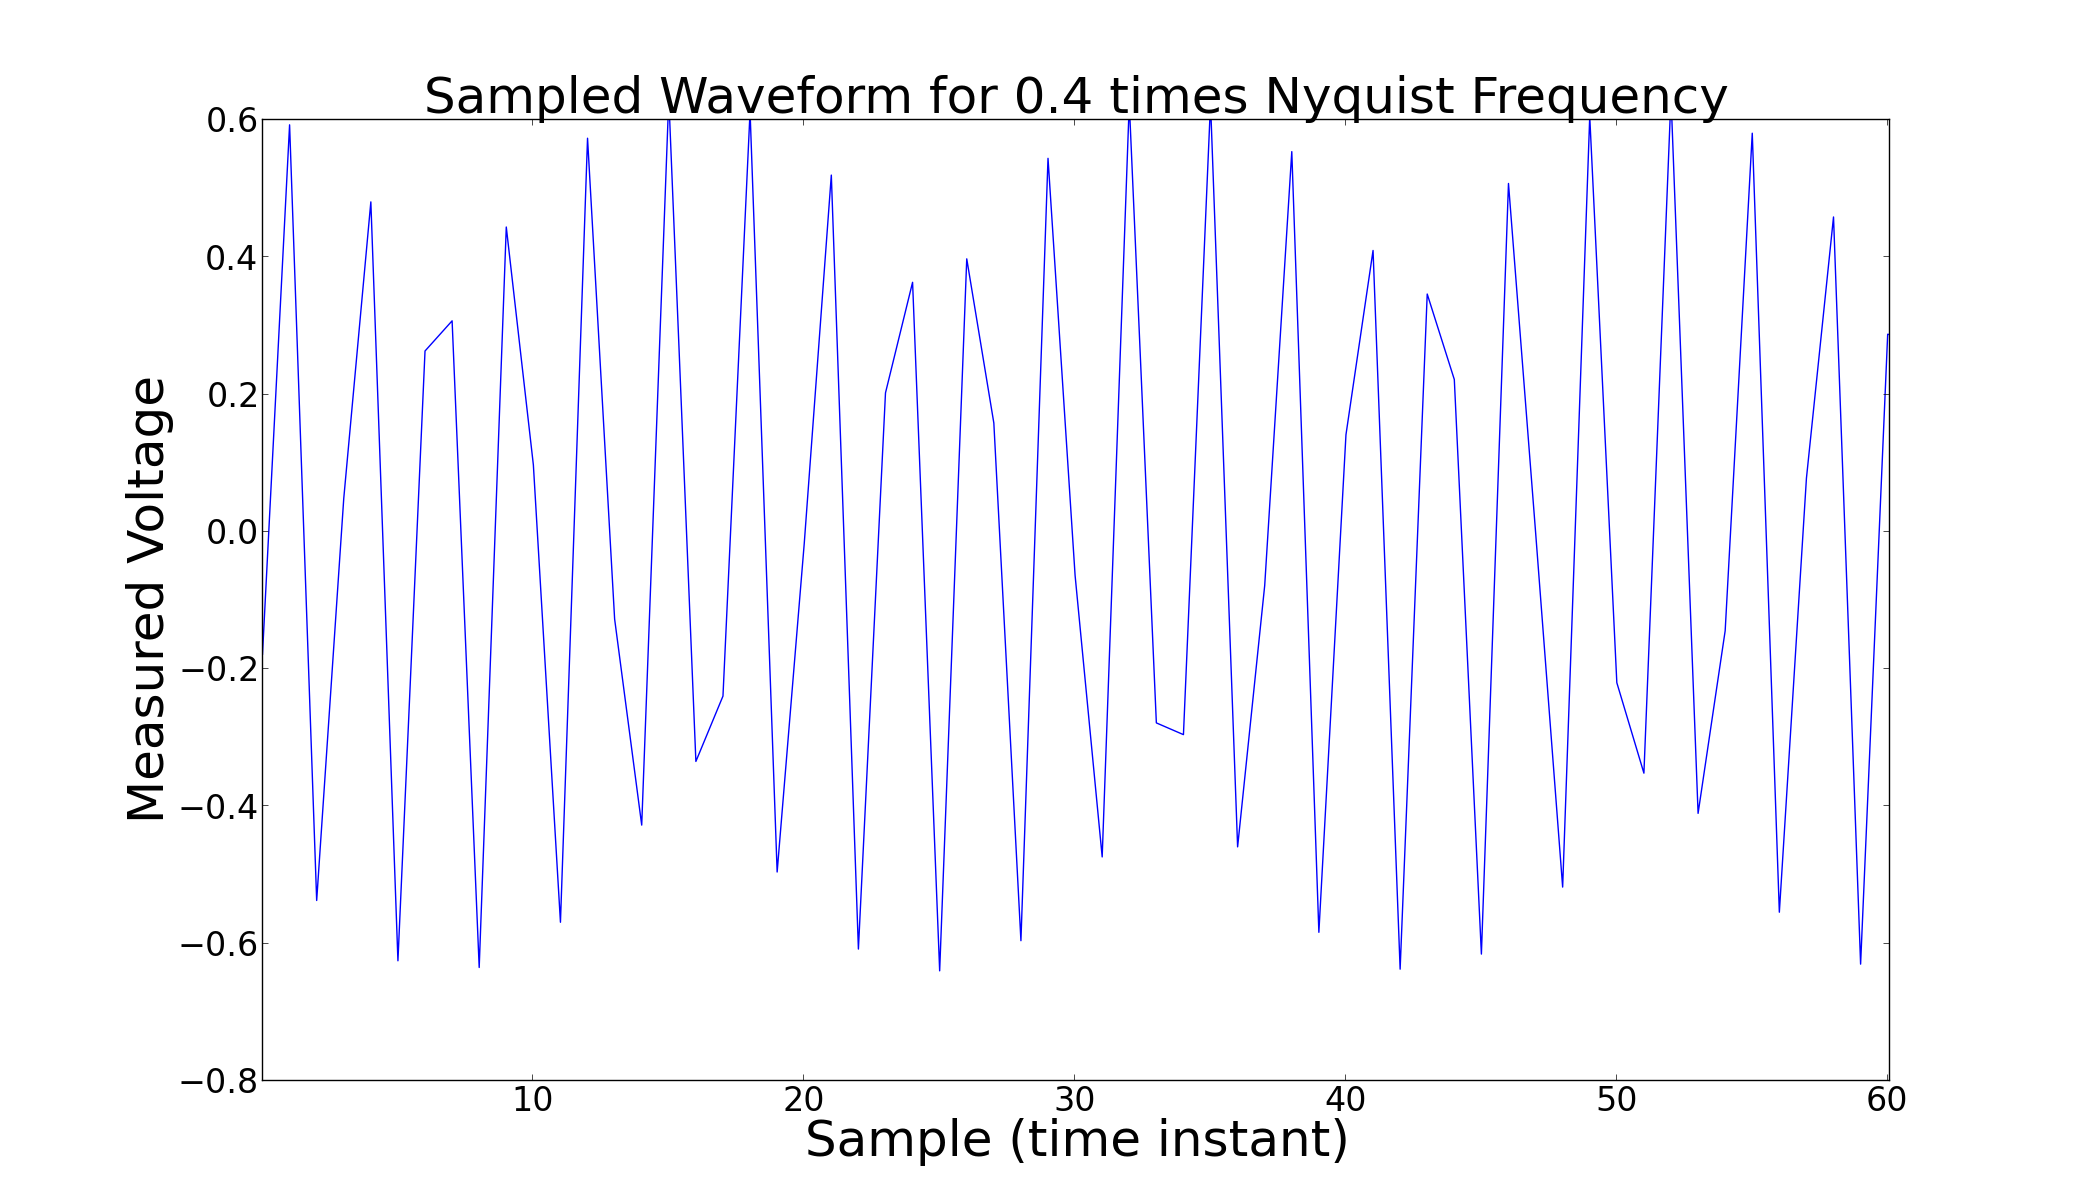 Sampled Waveform for 0.4 times Nyquist Frequency
0.6
0.4
0.2
0.0
−0.2
−0.4
−0.6
−0.8
Measured Voltage
10 20 30 40 50 60
Sample (time instant)